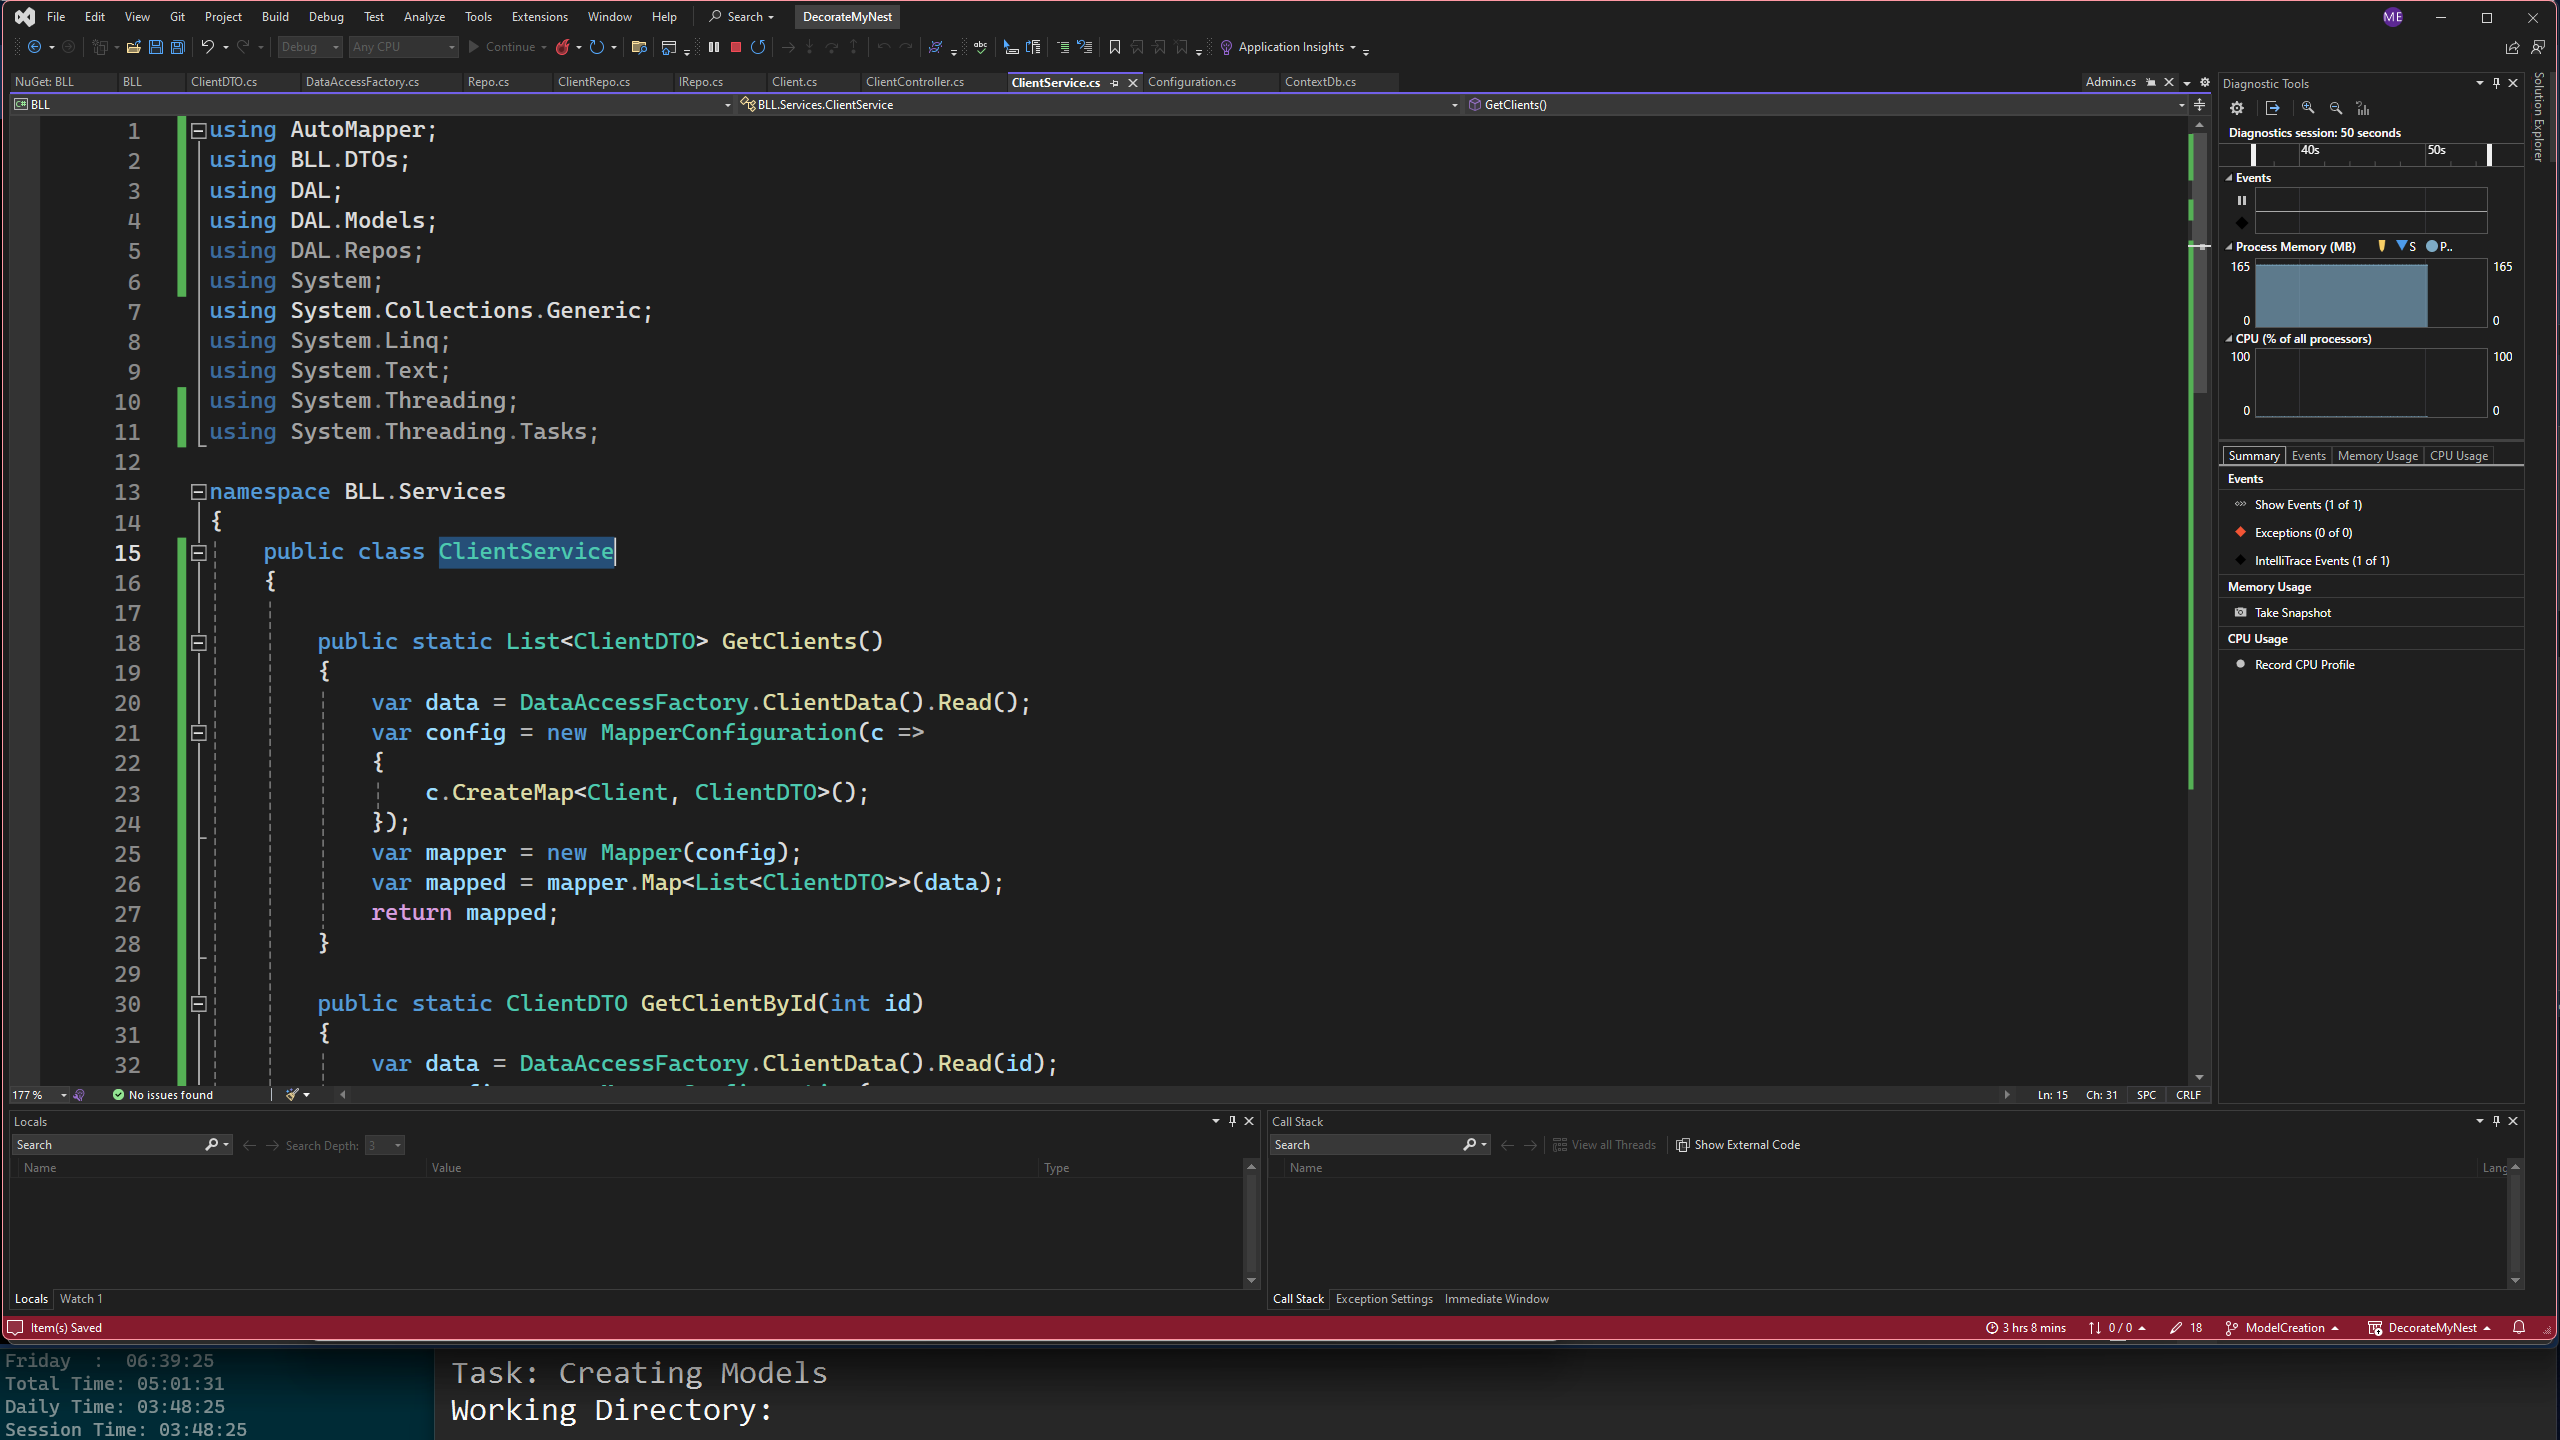 File Edit View Git Project Build Debug Test Analyze Tools Extensions Window Help Search DecorateMyNest ME
Debug Any CPU Continue Application Insights
NuGet: BLL BLL ClientDTO.cs DataAccessFactory.cs Repo.cs ClientRepo.cs IRepo.cs Client.cs ClientController.cs ClientService.cs Configuration.cs ContextDb.cs Admin.cs
BLL BLL.Services.ClientService GetClients()
1 using AutoMapper;
2 using BLL.DTOs;
3 using DAL;
4 using DAL.Models;
5 using DAL.Repos;
6 using System;
7 using System.Collections.Generic;
8 using System.Linq;
9 using System.Text;
10 using System.Threading;
11 using System.Threading.Tasks;
12
13 namespace BLL.Services
14 {
15 public class ClientService
16 {
17
18 public static List<ClientDTO> GetClients()
19 {
20 var data = DataAccessFactory.ClientData().Read();
21 var config = new MapperConfiguration(c =>
22 {
23 c.CreateMap<Client, ClientDTO>();
24 });
25 var mapper = new Mapper(config);
26 var mapped = mapper.Map<List<ClientDTO>>(data);
27 return mapped;
28 }
29
30 public static ClientDTO GetClientById(int id)
31 {
32 var data = DataAccessFactory.ClientData().Read(id);
177 % No issues found Ln: 15 Ch: 31 SPC CRLF
Diagnostic Tools
Diagnostics session: 50 seconds
40s 50s
Events
Process Memory (MB) S P..
165 165
0 0
CPU (% of all processors)
100 100
0 0
Summary Events Memory Usage CPU Usage
Events
Show Events (1 of 1)
Exceptions (0 of 0)
IntelliTrace Events (1 of 1)
Memory Usage
Take Snapshot
CPU Usage
Record CPU Profile
Solution Explorer
Locals
Search Search Depth: 3
Name Value Type
Locals Watch 1
Call Stack
Search View all Threads Show External Code
Name Lang
Call Stack Exception Settings Immediate Window
Item(s) Saved 3 hrs 8 mins 0 / 0 18 ModelCreation DecorateMyNest
Friday : 06:39:25
Total Time: 05:01:31
Daily Time: 03:48:25
Session Time: 03:48:25
Task: Creating Models
Working Directory: